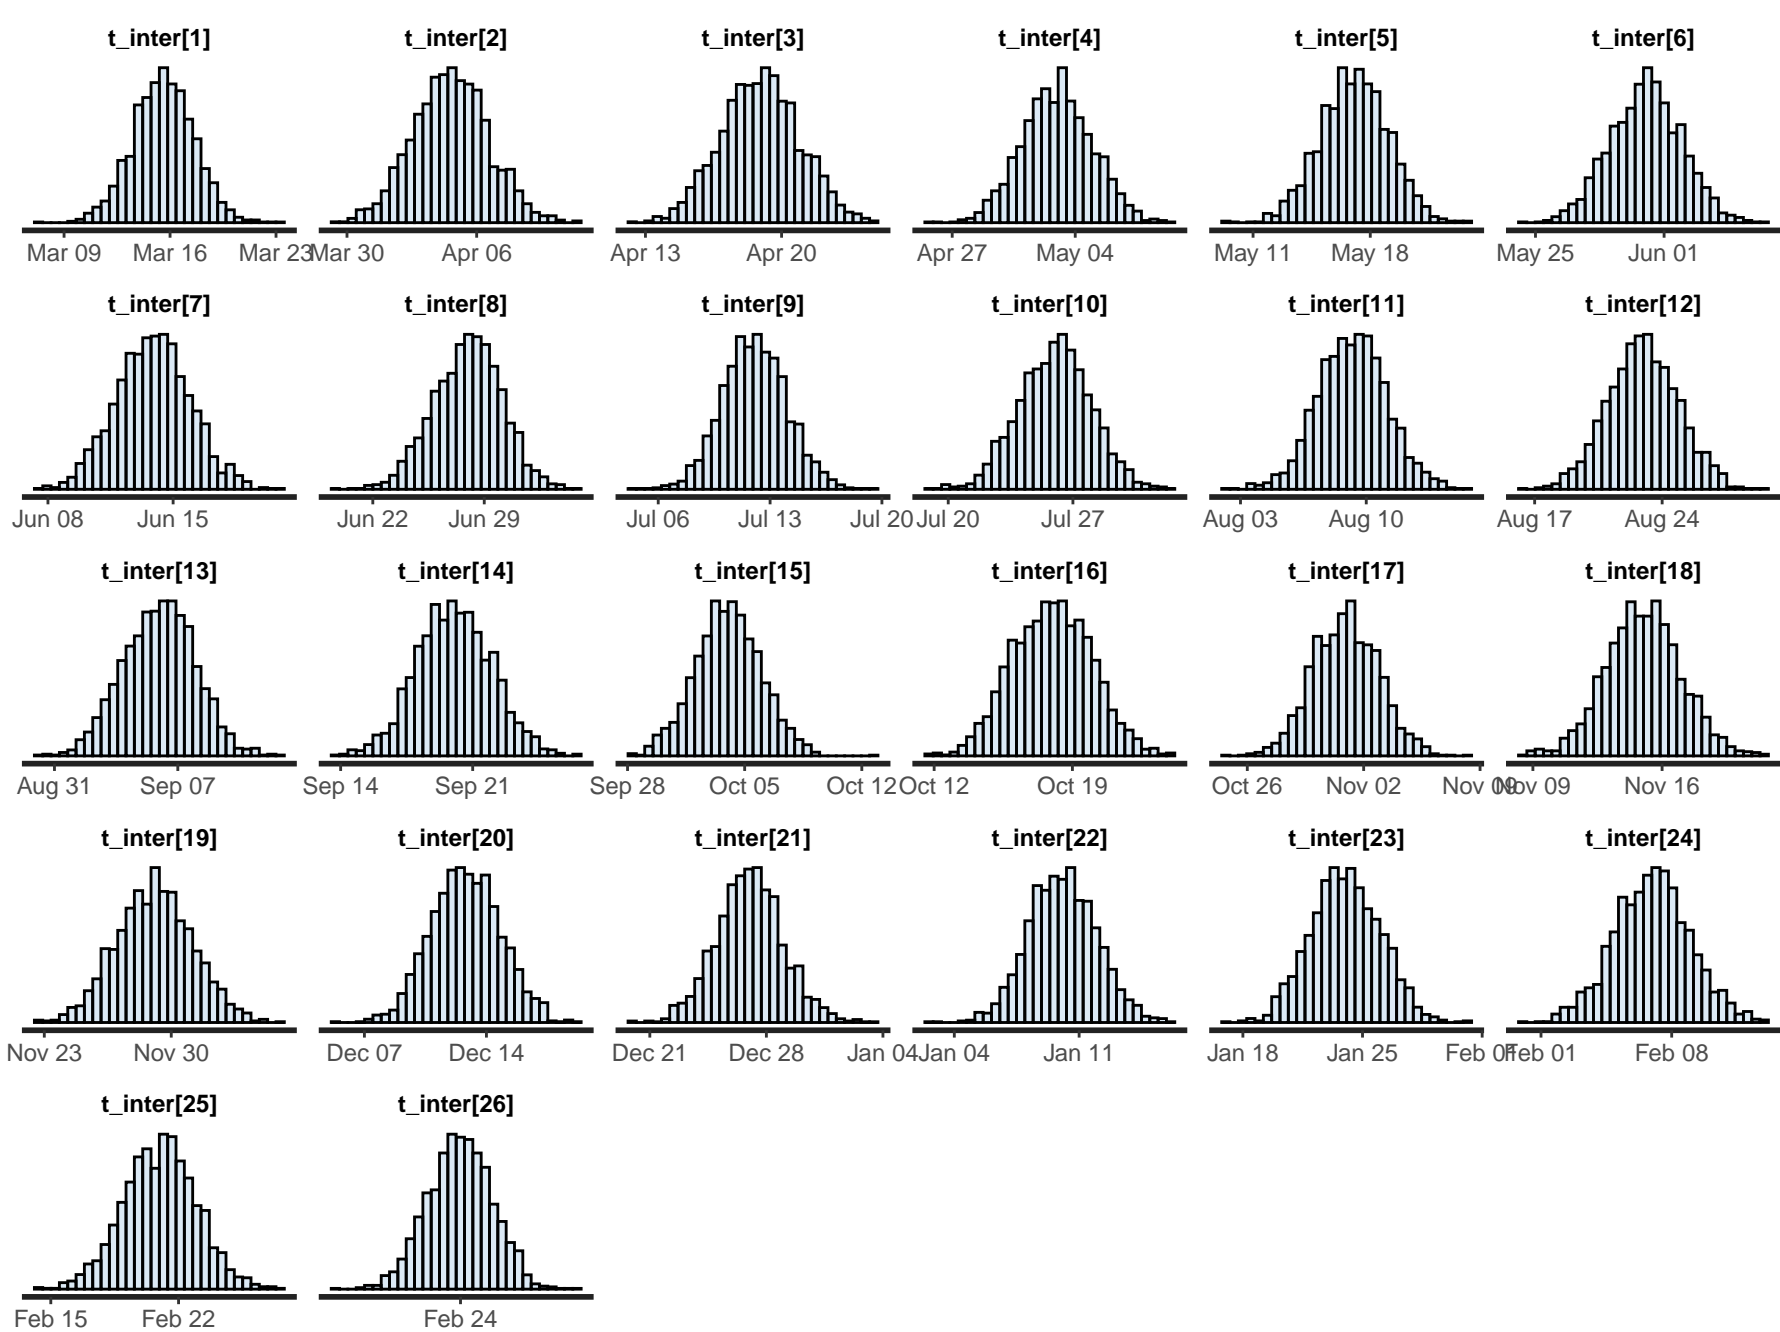 t_inter[1] t_inter[2] t_inter[3] t_inter[4] t_inter[5] t_inter[6]
Mar 09 Mar 16 Mar 23 Mar 30 Apr 06 Apr 13 Apr 20 Apr 27 May 04 May 11 May 18 May 25 Jun 01
t_inter[7] t_inter[8] t_inter[9] t_inter[10] t_inter[11] t_inter[12]
Jun 08 Jun 15 Jun 22 Jun 29 Jul 06 Jul 13 Jul 20 Jul 20 Jul 27 Aug 03 Aug 10 Aug 17 Aug 24
t_inter[13] t_inter[14] t_inter[15] t_inter[16] t_inter[17] t_inter[18]
Aug 31 Sep 07 Sep 14 Sep 21 Sep 28 Oct 05 Oct 12 Oct 12 Oct 19 Oct 26 Nov 02 Nov 09 Nov 09 Nov 16
t_inter[19] t_inter[20] t_inter[21] t_inter[22] t_inter[23] t_inter[24]
Nov 23 Nov 30 Dec 07 Dec 14 Dec 21 Dec 28 Jan 04 Jan 04 Jan 11 Jan 18 Jan 25 Feb 01 Feb 01 Feb 08
t_inter[25] t_inter[26]
Feb 15 Feb 22 Feb 24